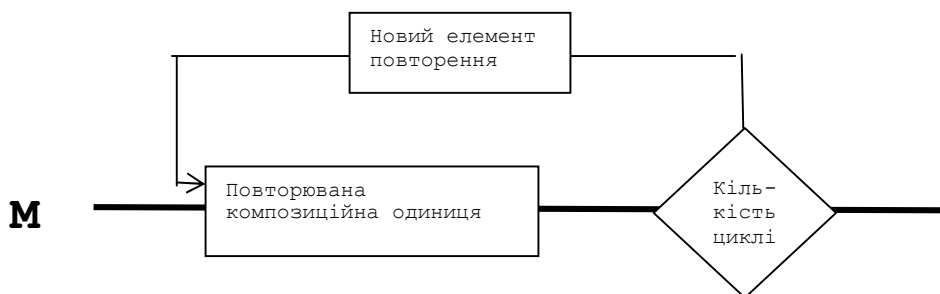 Новий елемент
повторення
Повторювана
композиційна одиниця
М
Кіль-
кість
циклі